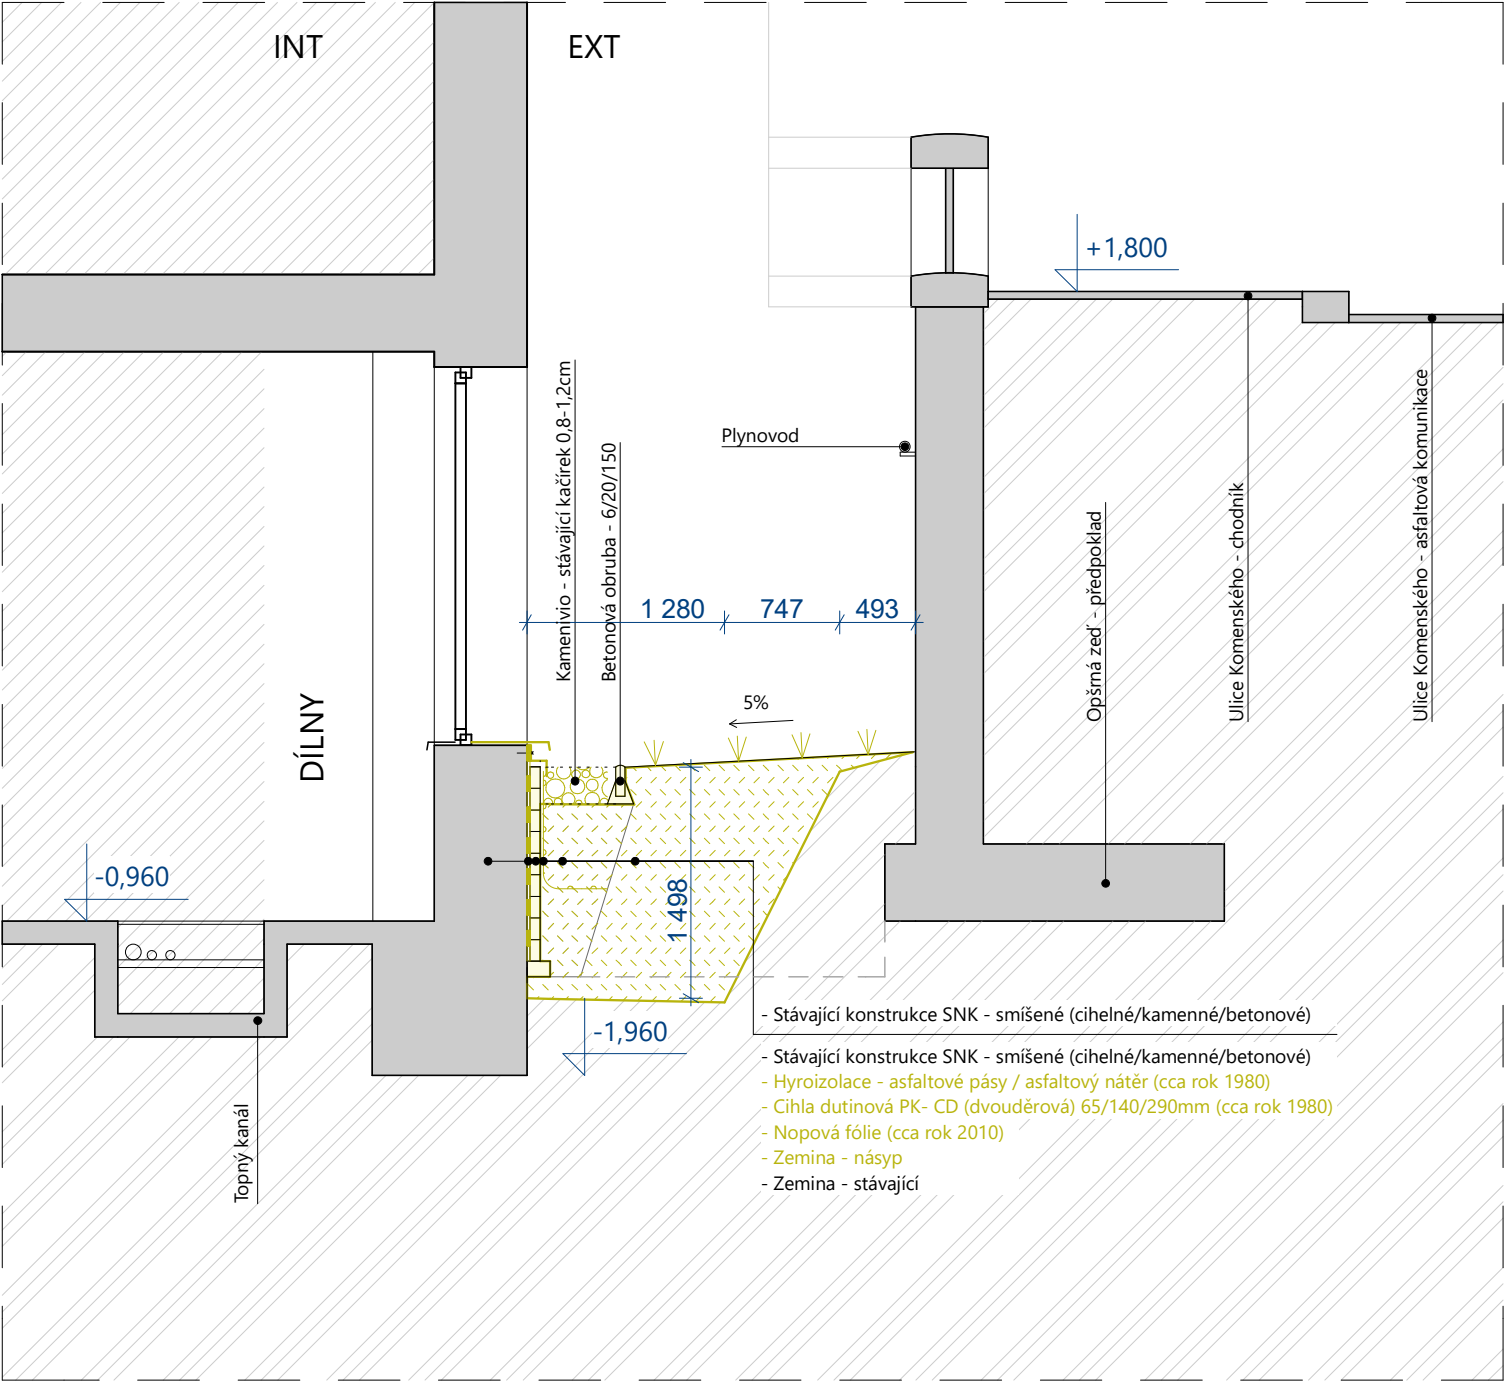 INT
EXT
+1,800
Kamenivio - stávající kačírek 0,8-1,2cm
Betonová obruba - 6/20/150
Plynovod
Opšrná zeď - předpoklad
Ulice Komenského - chodník
Ulice Komenského - asfaltová komunikace
1 280
747
493
5%
DÍLNY
-0,960
1 498
-1,960
Topný kanál
- Stávající konstrukce SNK - smíšené (cihelné/kamenné/betonové)
- Stávající konstrukce SNK - smíšené (cihelné/kamenné/betonové)
- Hyroizolace - asfaltové pásy / asfaltový nátěr (cca rok 1980)
- Cihla dutinová PK- CD (dvouděrová) 65/140/290mm (cca rok 1980)
- Nopová fólie (cca rok 2010)
- Zemina - násyp
- Zemina - stávající